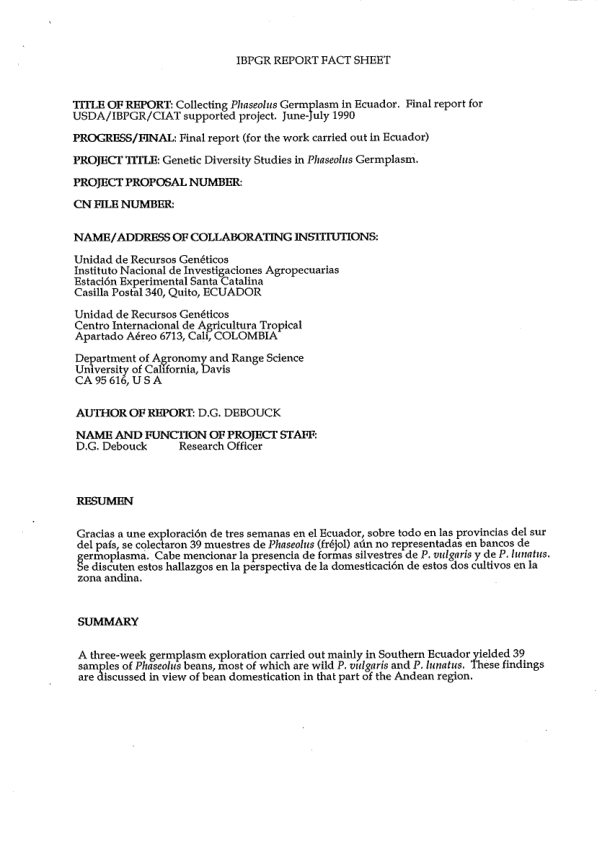 IBPGR REPORT FACT SHEET
TITLE OF REPORT: Collecting Phaseolus Germplasm in Ecuador. Final report for
USDA/IBPGR/CIAT supported project. June-July 1990
PROGRESS/FINAL: Final report (for the work carried out in Ecuador)
PROJECT TITLE: Genetic Diversity Studies in Phaseolus Germplasm.
PROJECT PROPOSAL NUMBER:
CN FILE NUMBER:
NAME/ADDRESS OF COLLABORATING INSTITUTIONS:
Unidad de Recursos Genéticos
Instituto Nacional de Investigaciones Agropecuarias
Estación Experimental Santa Catalina
Casilla Postal 340, Quito, ECUADOR
Unidad de Recursos Genéticos
Centro Internacional de Agricultura Tropical
Apartado Aéreo 6713, Cali, COLOMBIA
Department of Agronomy and Range Science
University of California, Davis
CA 95 616, U S A
AUTHOR OF REPORT: D.G. DEBOUCK
NAME AND FUNCTION OF PROJECT STAFF:
D.G. Debouck Research Officer
RESUMEN
Gracias a une exploración de tres semanas en el Ecuador, sobre todo en las provincias del sur
del país, se colectaron 39 muestres de Phaseolus (fréjol) aún no representadas en bancos de
germoplasma. Cabe mencionar la presencia de formas silvestres de P. vulgaris y de P. lunatus.
Se discuten estos hallazgos en la perspectiva de la domesticación de estos dos cultivos en la
zona andina.
SUMMARY
A three-week germplasm exploration carried out mainly in Southern Ecuador yielded 39
samples of Phaseolus beans, most of which are wild P. vulgaris and P. lunatus. These findings
are discussed in view of bean domestication in that part of the Andean region.